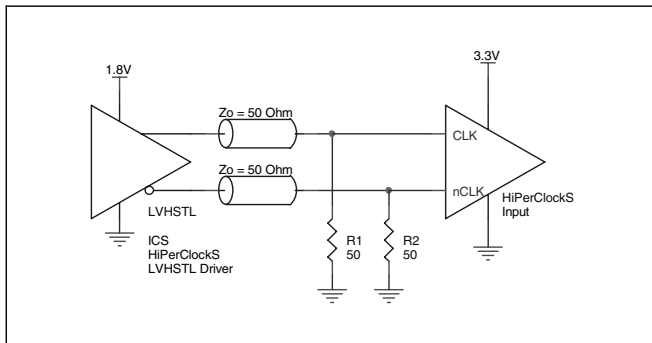 1.8V
3.3V
Zo = 50 Ohm
CLK
Zo = 50 Ohm
nCLK
HiPerClockS
Input
LVHSTL
ICS
HiPerClockS
LVHSTL Driver
R1
50
R2
50